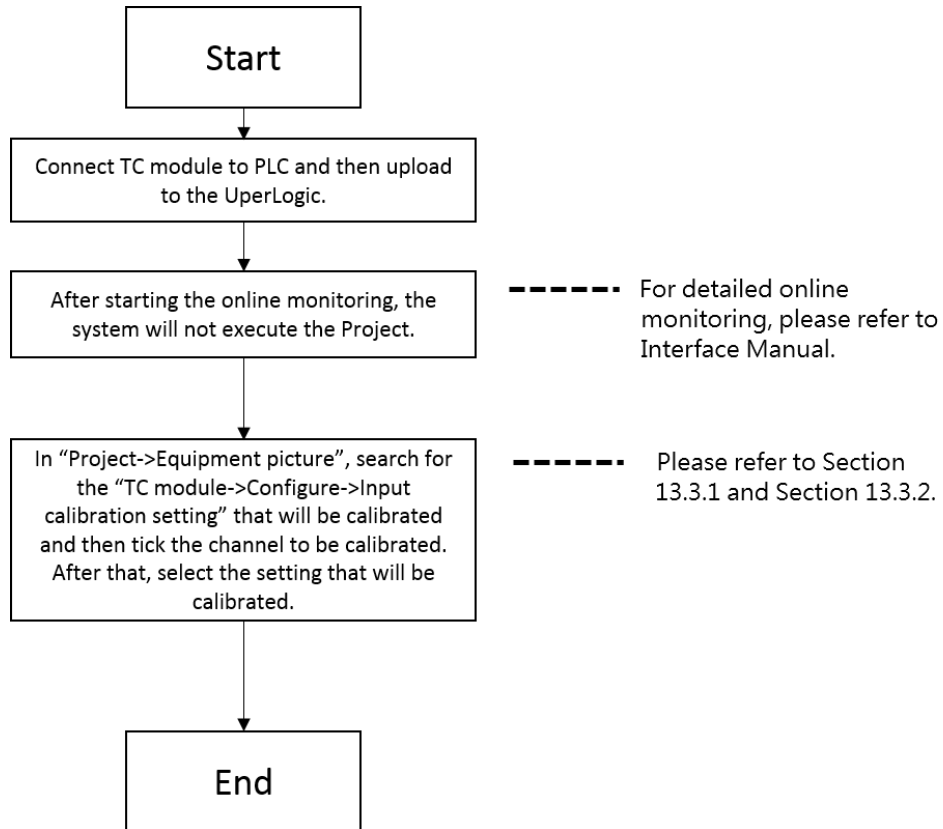 Start
Connect TC module to PLC and then upload
to the UperLogic.
After starting the online monitoring, the
system will not execute the Project.
For detailed online
monitoring, please refer to
Interface Manual.
In “Project->Equipment picture”, search for
the “TC module->Configure->Input
calibration setting” that will be calibrated
and then tick the channel to be calibrated.
After that, select the setting that will be
calibrated.
Please refer to Section
13.3.1 and Section 13.3.2.
End